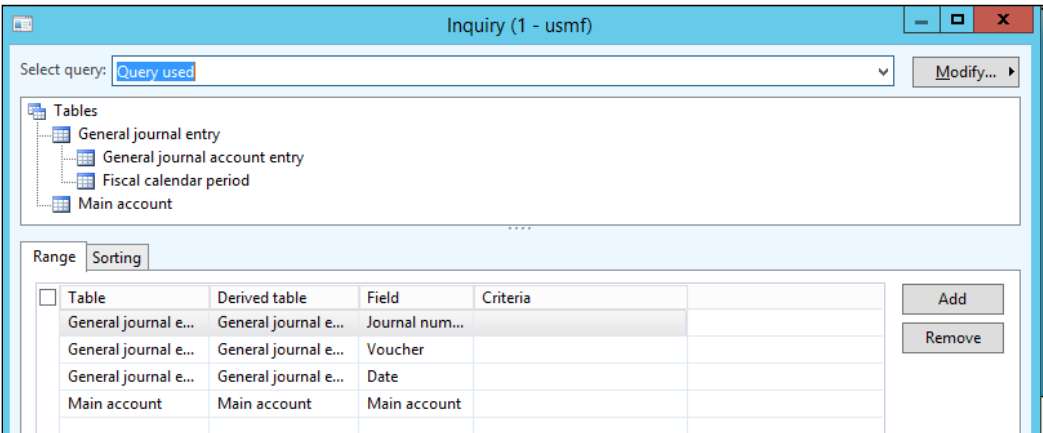 Inquiry (1 - usmf)
Select query: Query used Modify...
Tables
General journal entry
General journal account entry
Fiscal calendar period
Main account
Range Sorting
Table Derived table Field Criteria Add
General journal e... General journal e... Journal num...
General journal e... General journal e... Voucher Remove
General journal e... General journal e... Date
Main account Main account Main account